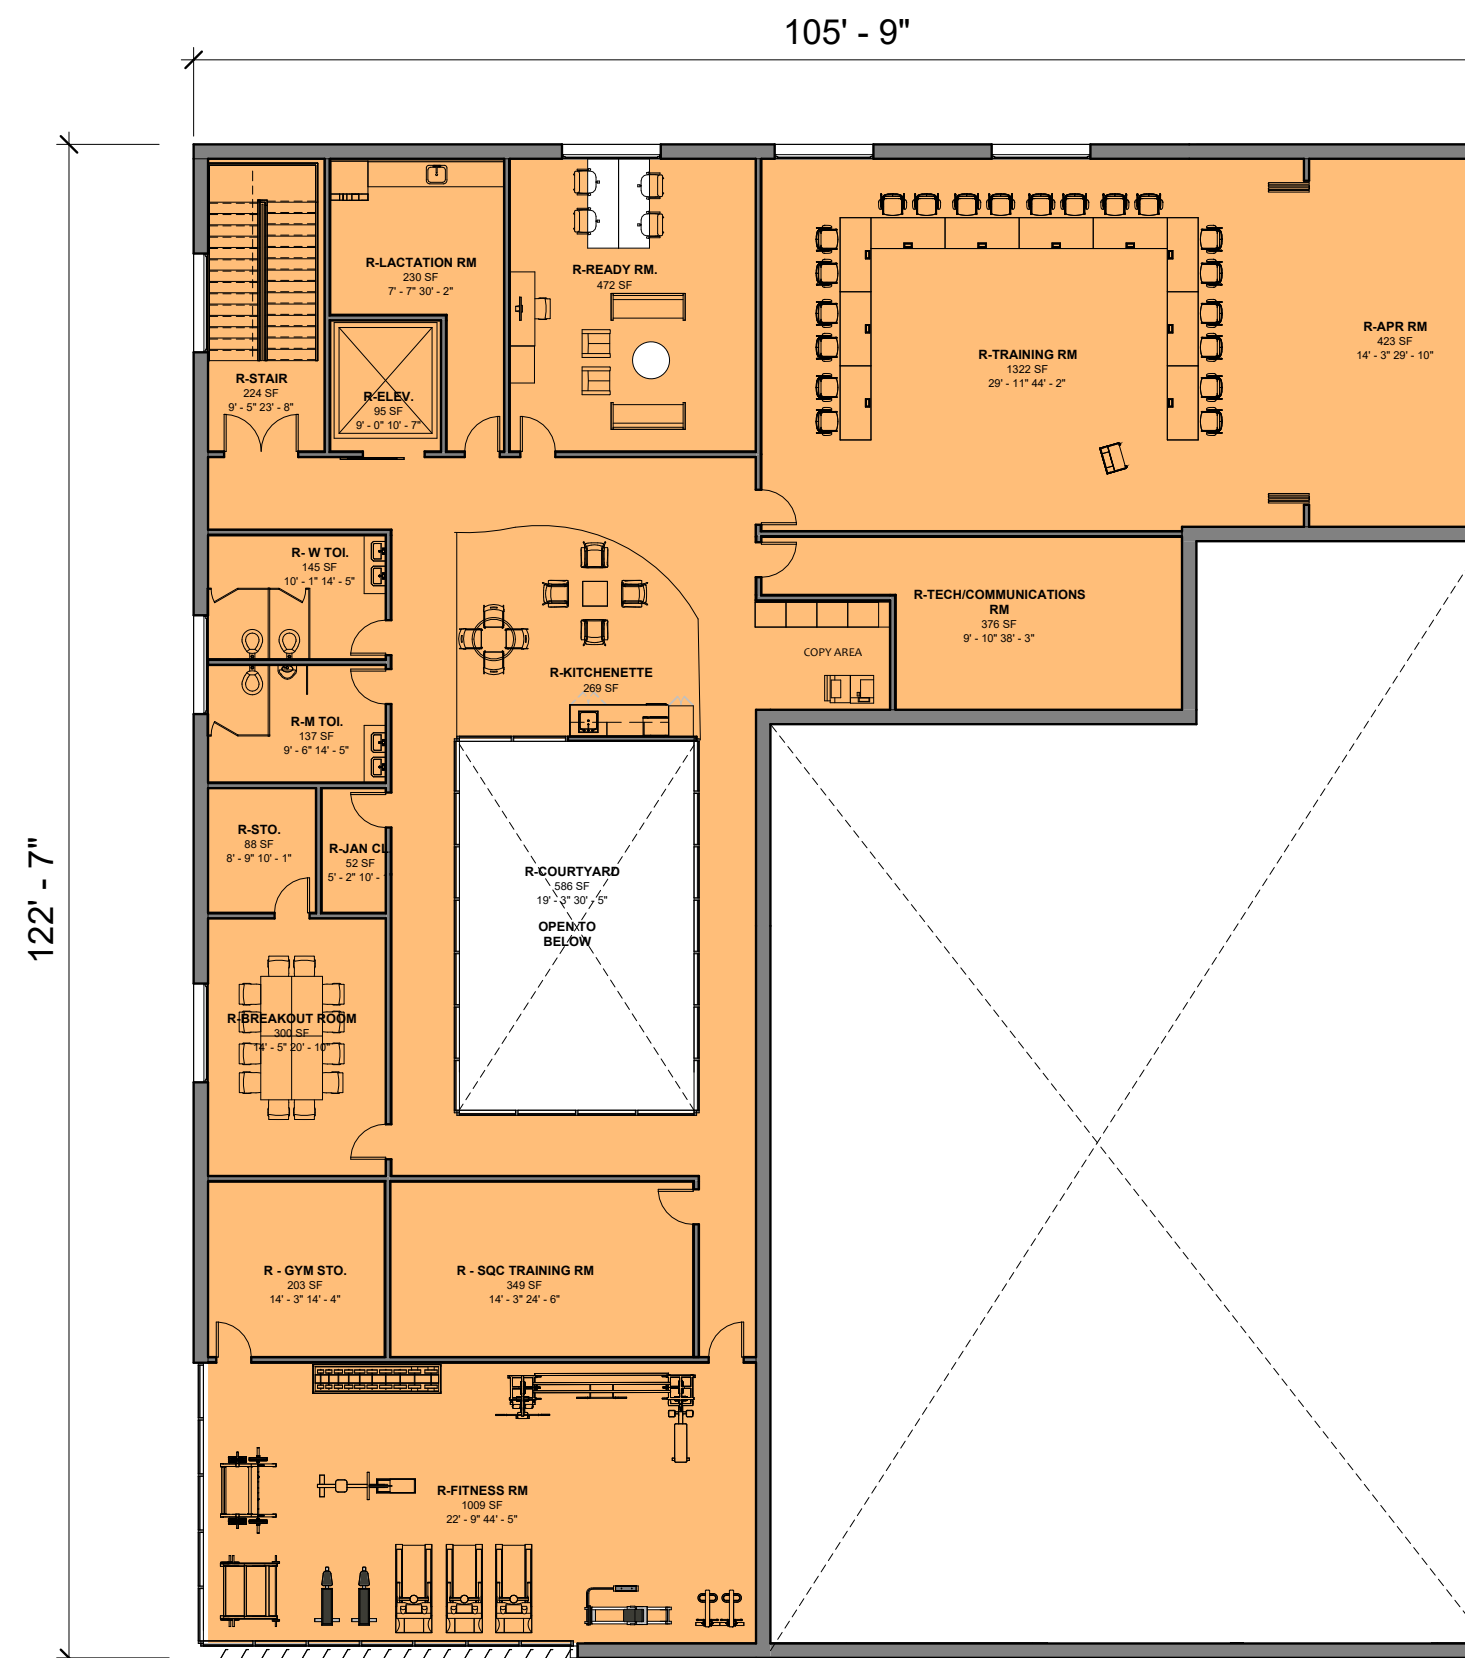 105' - 9"
122' - 7"
R-LACTATION RM
230 SF
7' - 7" 30' - 2"
R-READY RM.
472 SF
R-TRAINING RM
1322 SF
29' - 11" 44' - 2"
R-APR RM
423 SF
14' - 3" 29' - 10"
R-STAIR
224 SF
9' - 5" 23' - 8"
R-ELEV.
95 SF
9' - 0" 10' - 7"
R- W TOI.
145 SF
10' - 1" 14' - 5"
R-TECH/COMMUNICATIONS
RM
376 SF
9' - 10" 38' - 3"
COPY AREA
R-KITCHENETTE
269 SF
R-M TOI.
137 SF
9' - 6" 14' - 5"
R-STO.
88 SF
8' - 9" 10' - 1"
R-JAN CL.
52 SF
5' - 2" 10' -
R-COURTYARD
586 SF
19' - 3" 30' - 5"
OPEN TO
BELOW
R-BREAKOUT ROOM
300 SF
14' - 5" 20' - 10"
R - GYM STO.
203 SF
14' - 3" 14' - 4"
R - SQC TRAINING RM
349 SF
14' - 3" 24' - 6"
R-FITNESS RM
1009 SF
22' - 9" 44' - 5"